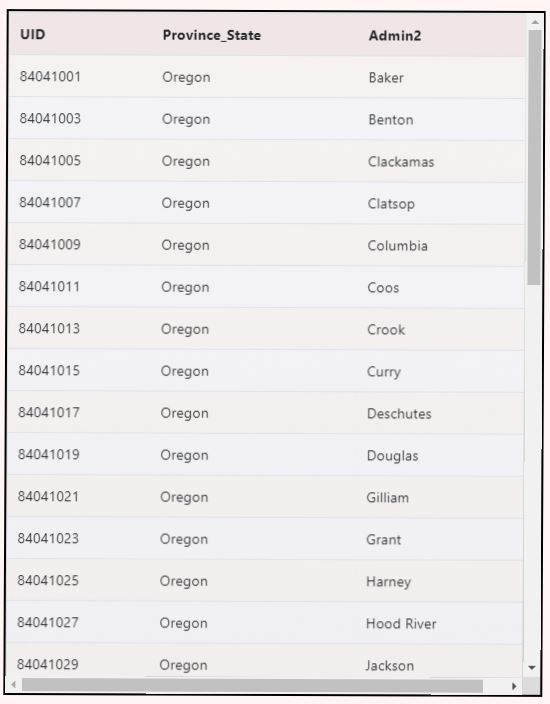 UID Province_State Admin2
84041001 Oregon Baker
84041003 Oregon Benton
84041005 Oregon Clackamas
84041007 Oregon Clatsop
84041009 Oregon Columbia
84041011 Oregon Coos
84041013 Oregon Crook
84041015 Oregon Curry
84041017 Oregon Deschutes
84041019 Oregon Douglas
84041021 Oregon Gilliam
84041023 Oregon Grant
84041025 Oregon Harney
84041027 Oregon Hood River
84041029 Oregon Jackson